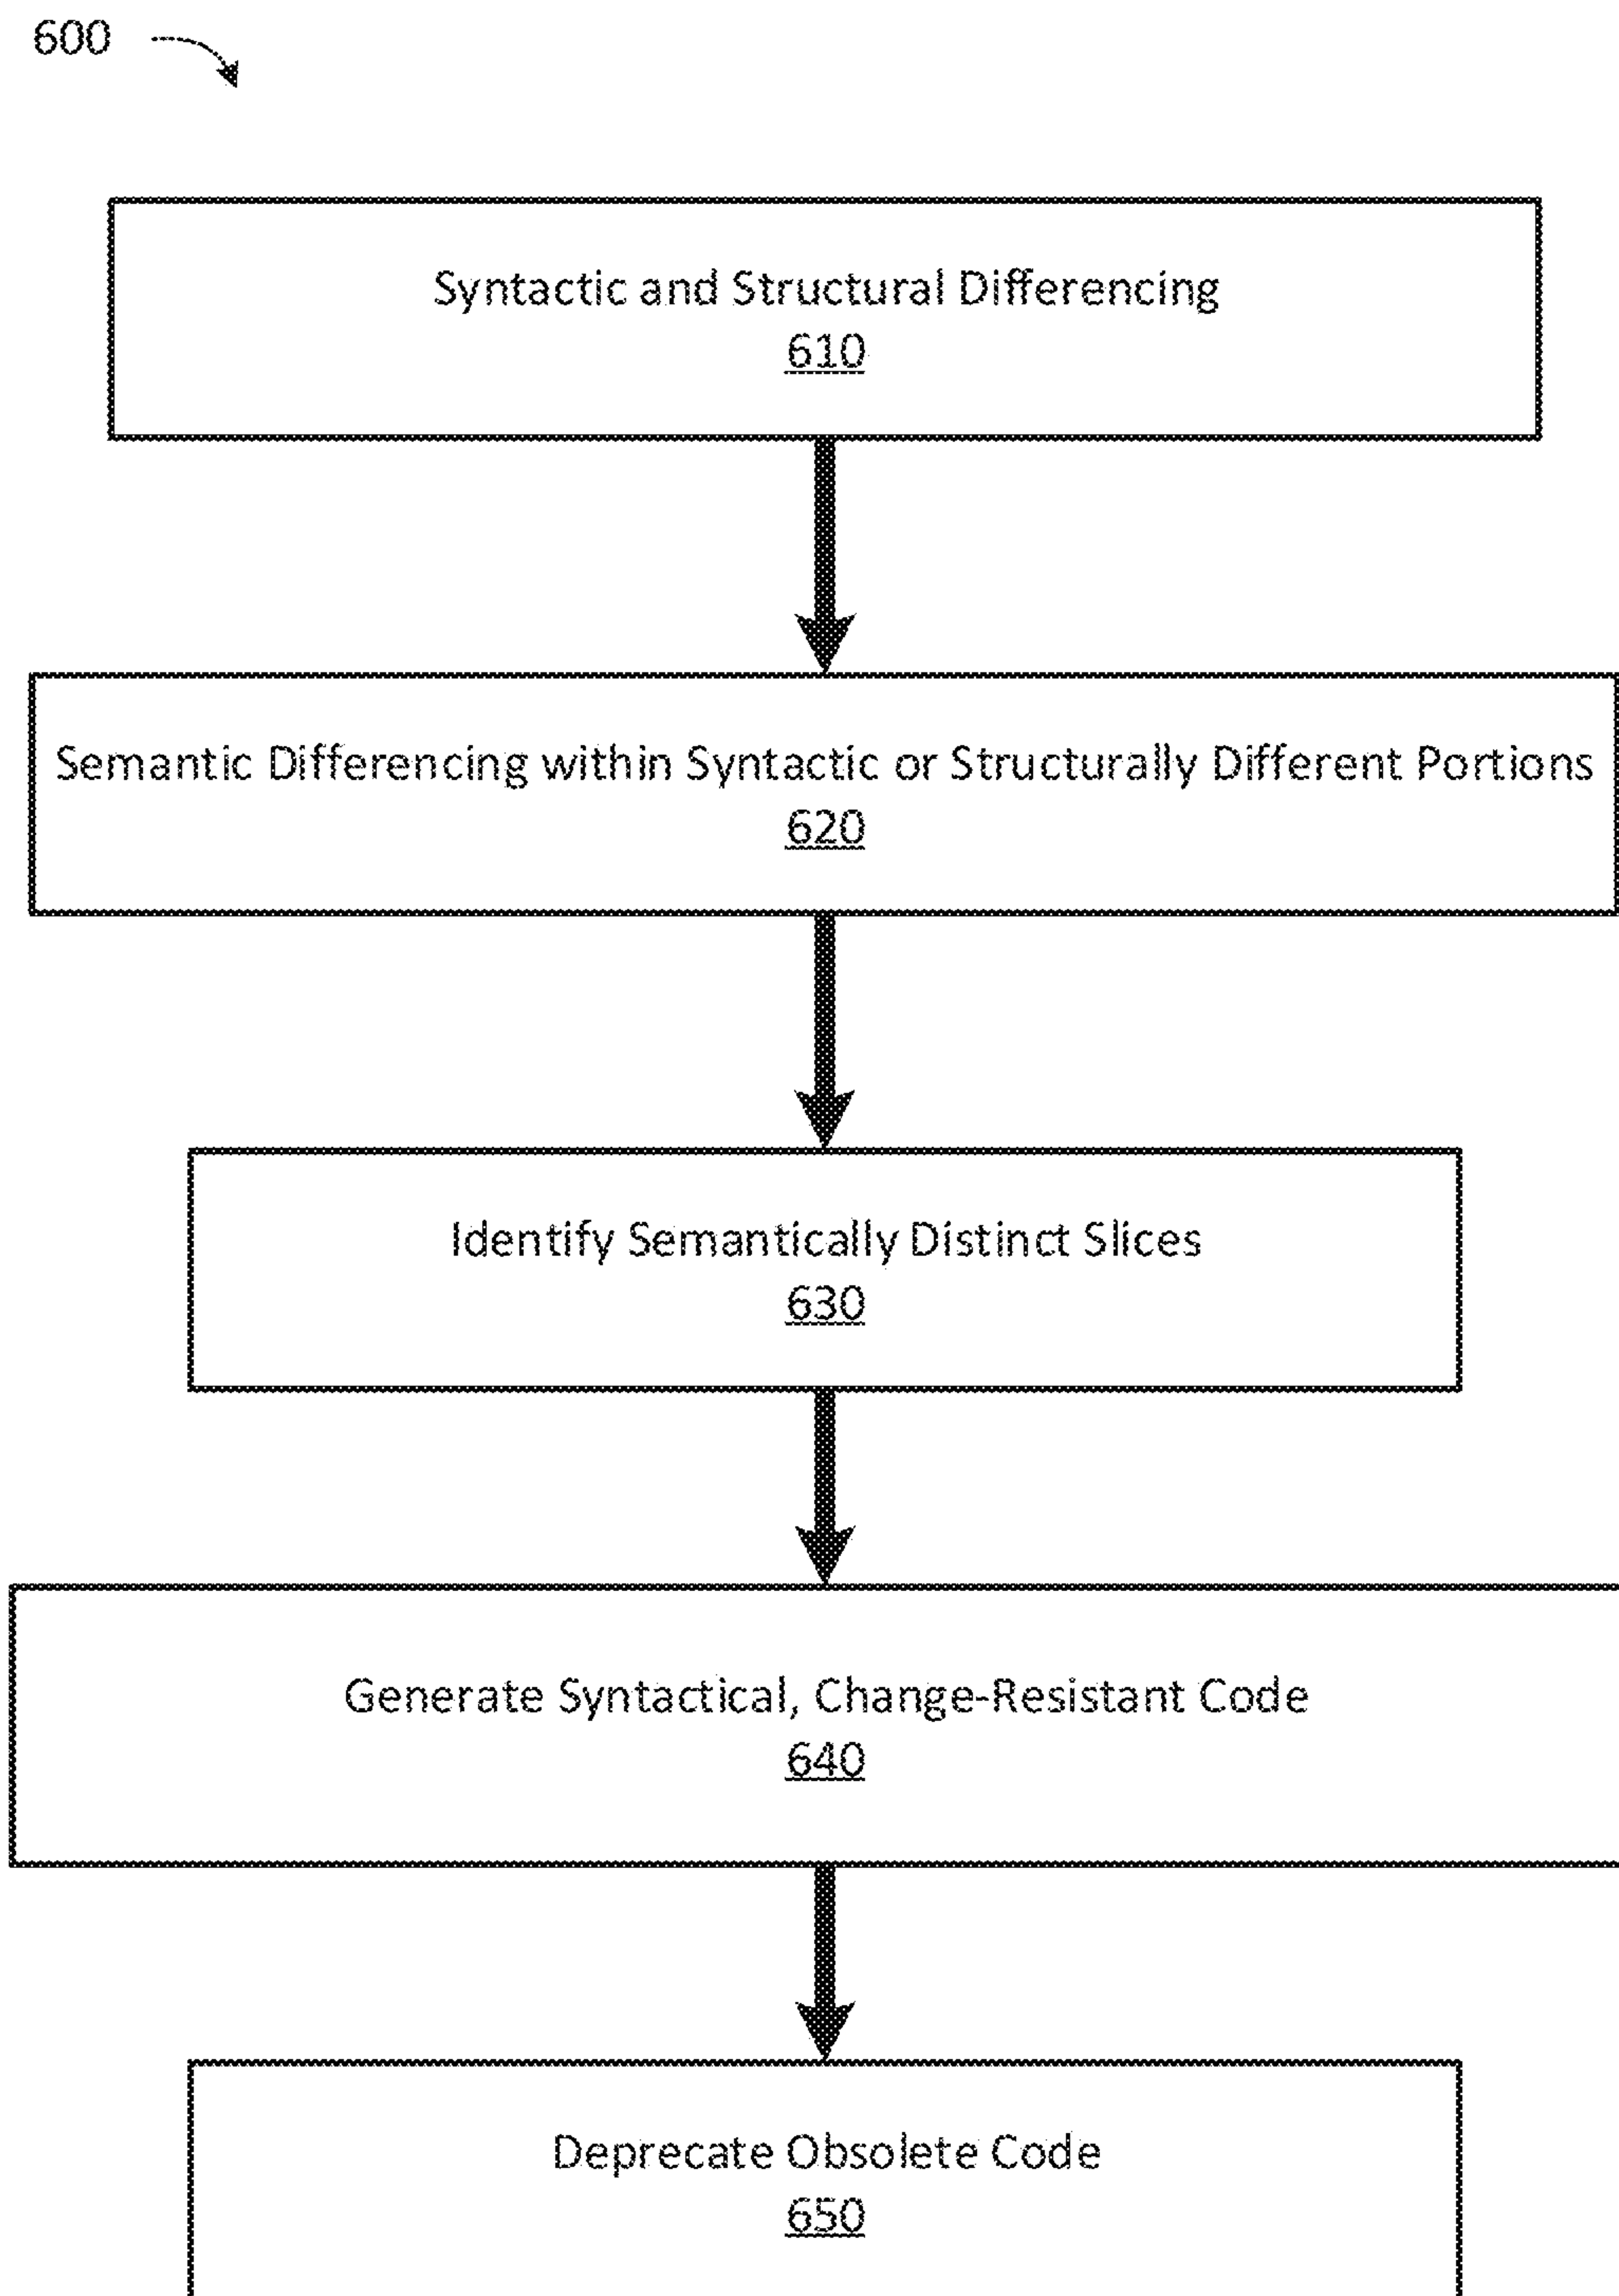 600
Syntactic and Structural Differencing
610
Semantic Differencing within Syntactic or Structurally Different Portions
620
Identify Semantically Distinct Slices
630
Generate Syntactical, Change-Resistant Code
640
Deprecate Obsolete Code
650